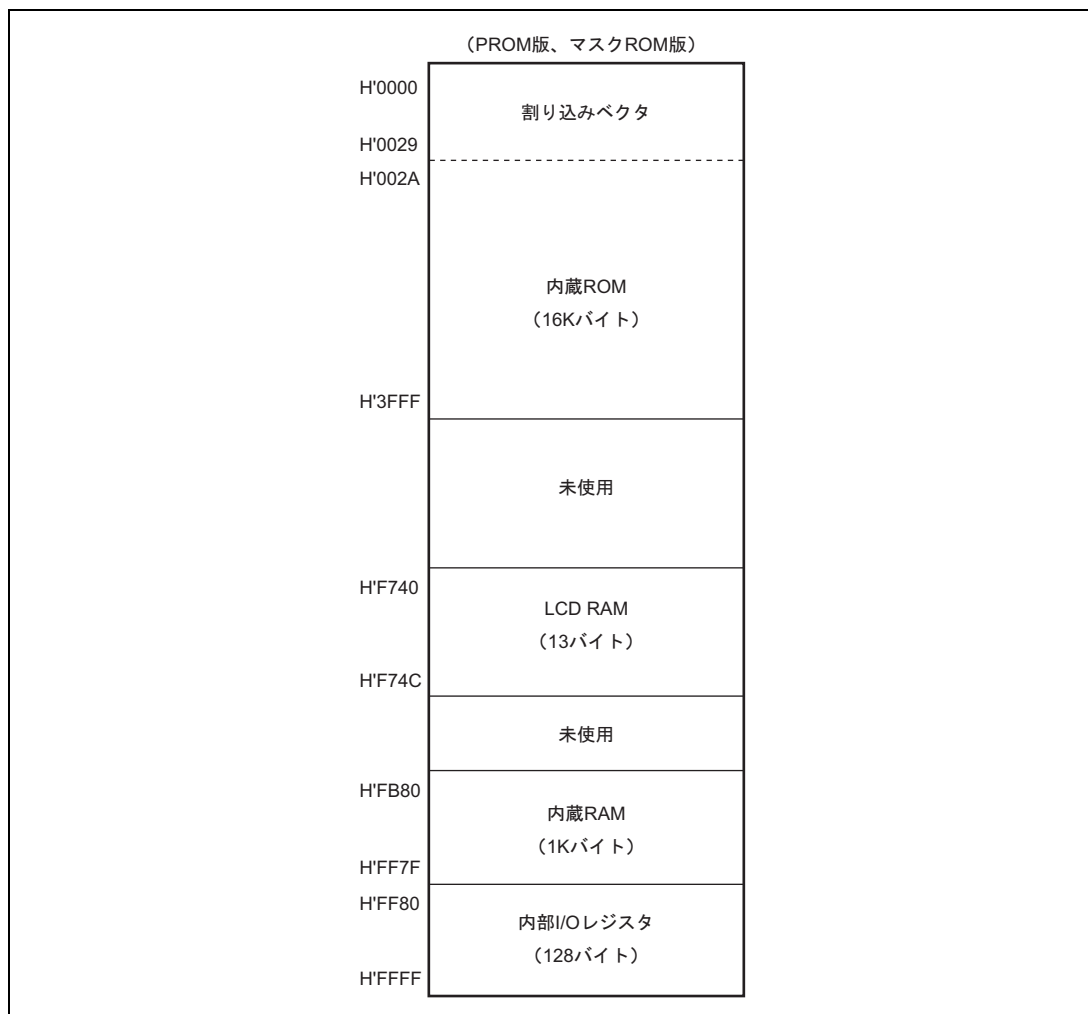 （PROM版、マスクROM版）
H'0000
割り込みベクタ
H'0029
H'002A
内蔵ROM
（16Kバイト）
H'3FFF
未使用
H'F740
LCD RAM
（13バイト）
H'F74C
未使用
H'FB80
内蔵RAM
（1Kバイト）
H'FF7F
H'FF80
内部I/Oレジスタ
（128バイト）
H'FFFF